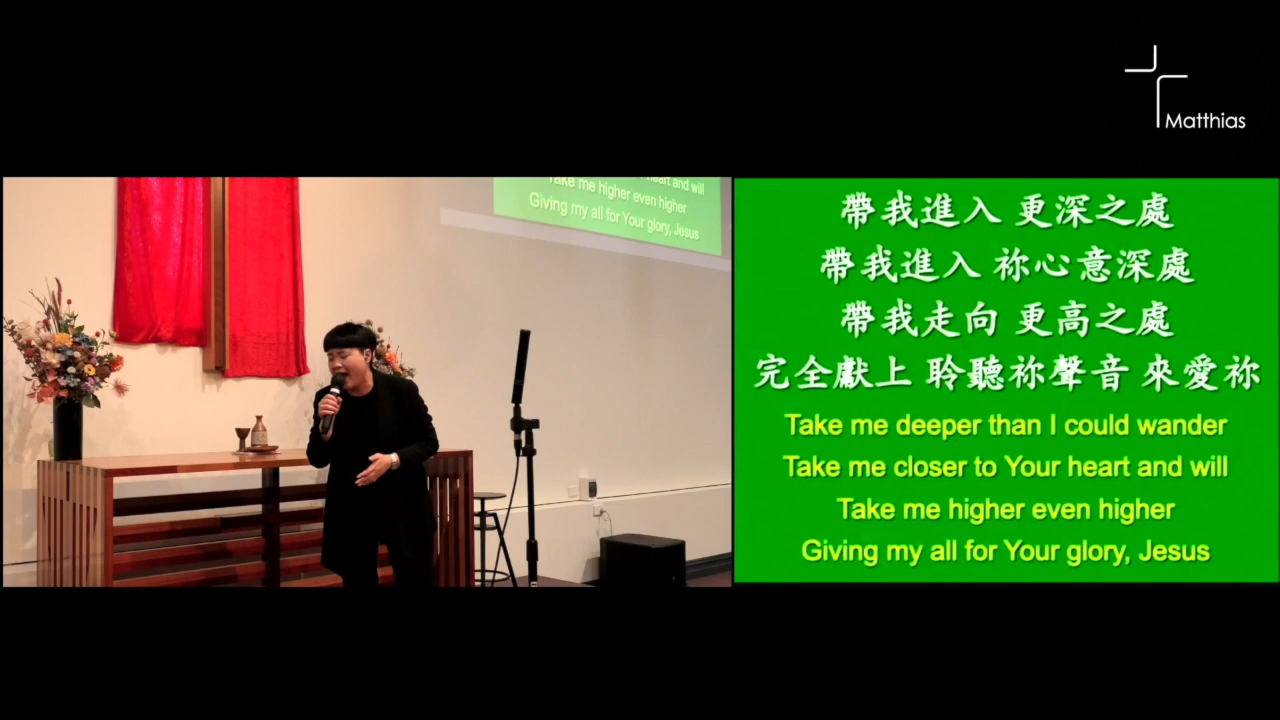 Matthias
Take me higher even higher
Giving my all for Your glory, Jesus
heart and will
帶我進入 更深之處
帶我進入 祢心意深處
帶我走向 更高之處
完全獻上 聆聽祢聲音 來愛祢
Take me deeper than I could wander
Take me closer to Your heart and will
Take me higher even higher
Giving my all for Your glory, Jesus